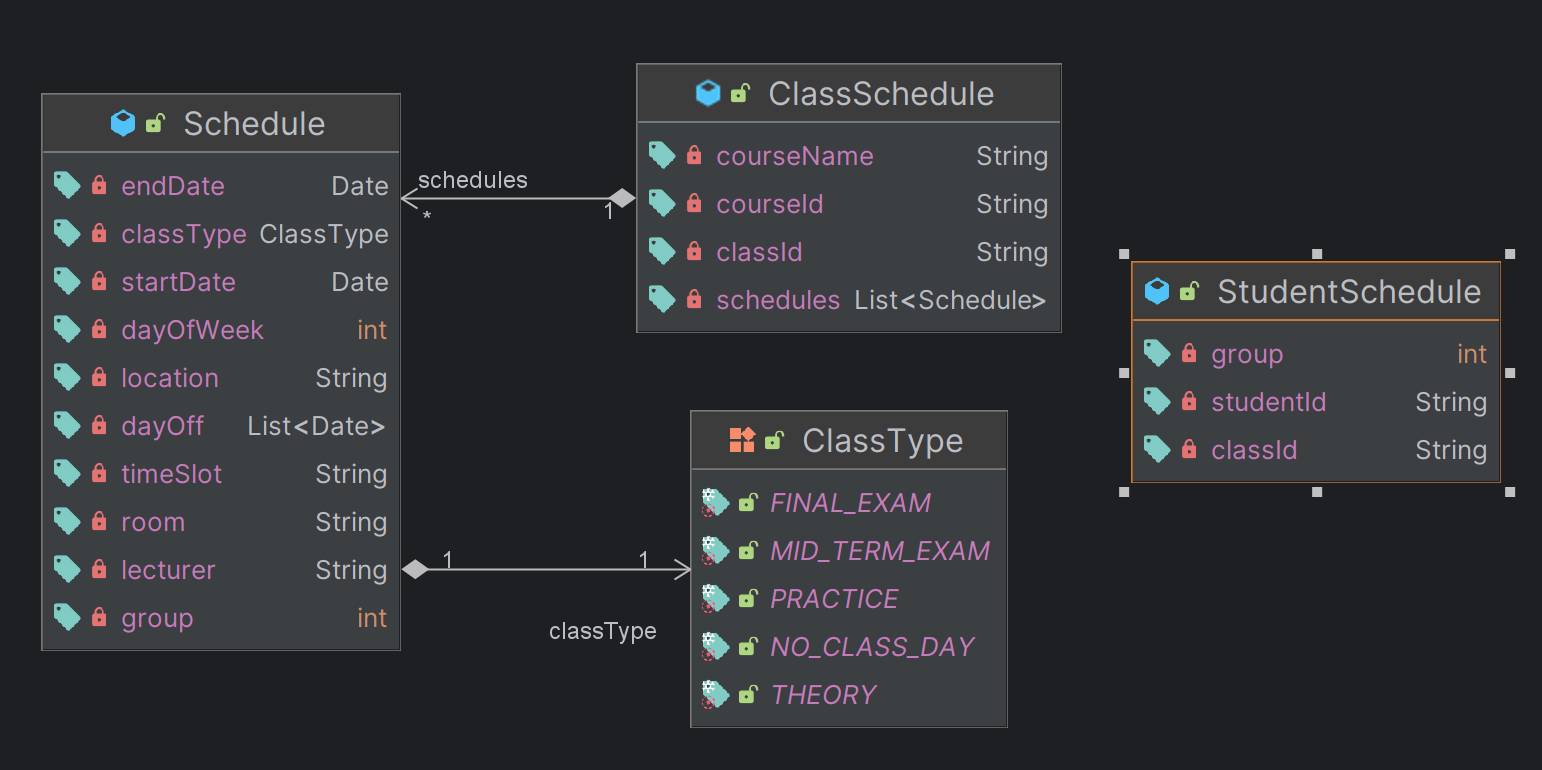 Schedule
endDate Date
classType ClassType
startDate Date
dayOfWeek int
location String
dayOff List<Date>
timeSlot String
room String
lecturer String
group int
schedules
*
1
ClassSchedule
courseName String
courseId String
classId String
schedules List<Schedule>
1
1
classType
ClassType
FINAL_EXAM
MID_TERM_EXAM
PRACTICE
NO_CLASS_DAY
THEORY
StudentSchedule
group int
studentId String
classId String